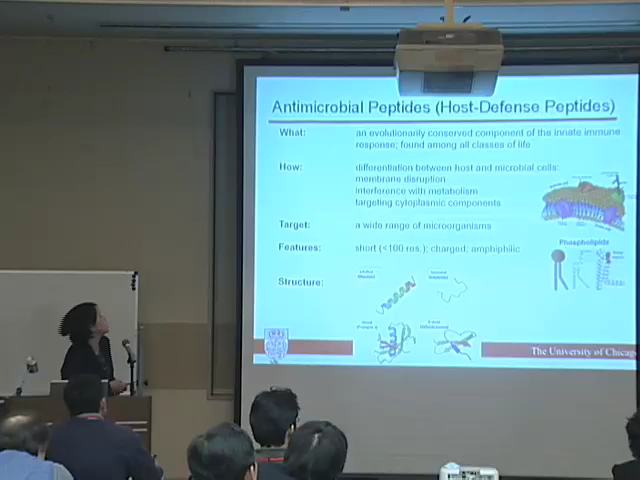 Antimicrobial Peptides (Host-Defense Peptides)
What: an evolutionarily conserved component of the innate immune
response; found among all classes of life
How: differentiation between host and microbial cells:
membrane disruption
interference with metabolism
targeting cytoplasmic components
Target: a wide range of microorganisms
Features: short (<100 res.); charged; amphiphilic
Phospholipids
Structure:
The University of Chicag